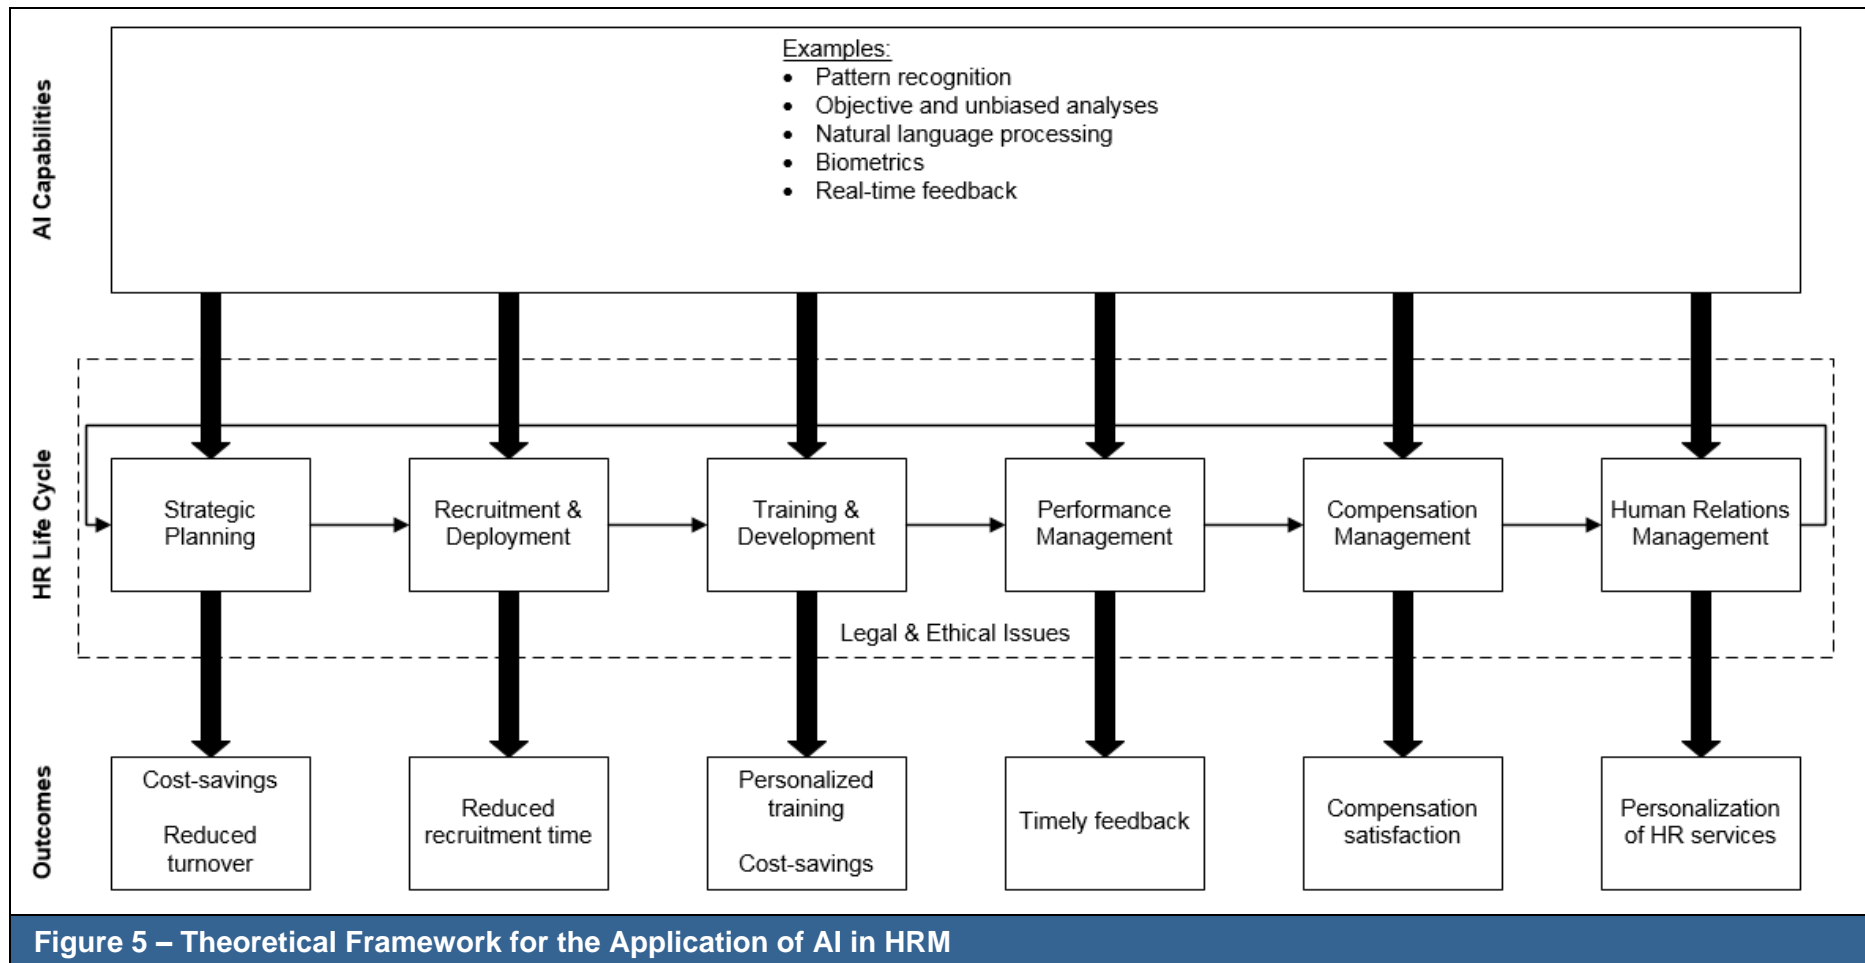 AI Capabilities
Examples:
• Pattern recognition
• Objective and unbiased analyses
• Natural language processing
• Biometrics
• Real-time feedback
HR Life Cycle
Strategic
Planning
Recruitment &
Deployment
Training &
Development
Performance
Management
Compensation
Management
Human Relations
Management
Legal & Ethical Issues
Outcomes
Cost-savings
Reduced
turnover
Reduced
recruitment time
Personalized
training
Cost-savings
Timely feedback
Compensation
satisfaction
Personalization
of HR services
Figure 5 – Theoretical Framework for the Application of AI in HRM